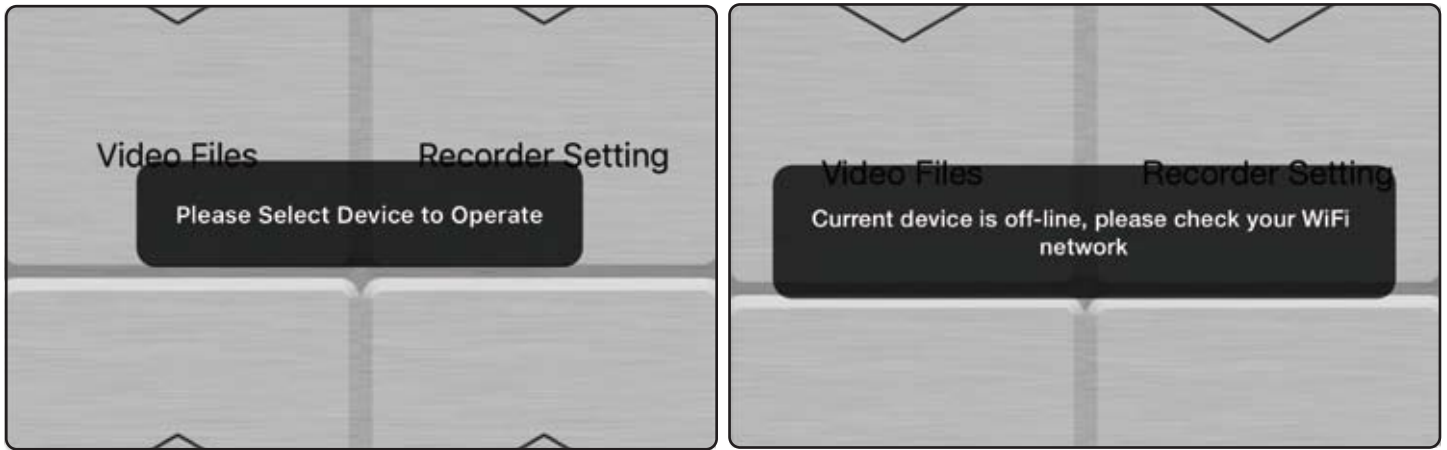 Video Files
Recorder Setting
Please Select Device to Operate
Video Files
Recorder Setting
Current device is off-line, please check your WiFi
network